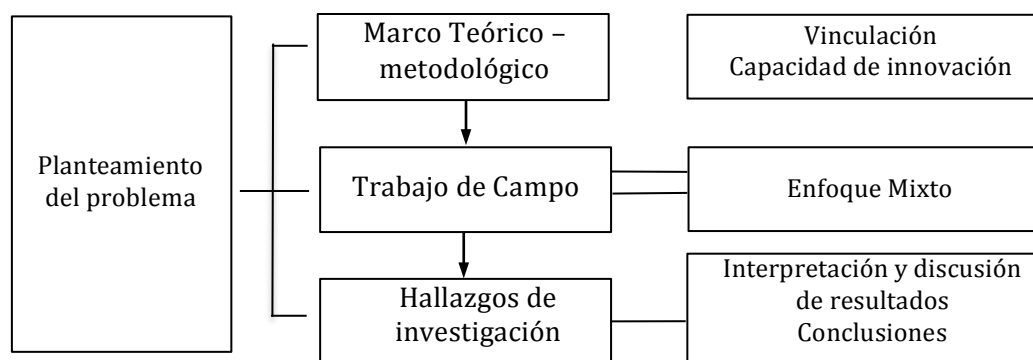 Planteamiento
del problema
Marco Teórico –
metodológico
Vinculación
Capacidad de innovación
Trabajo de Campo
Enfoque Mixto
Hallazgos de
investigación
Interpretación y discusión
de resultados
Conclusiones